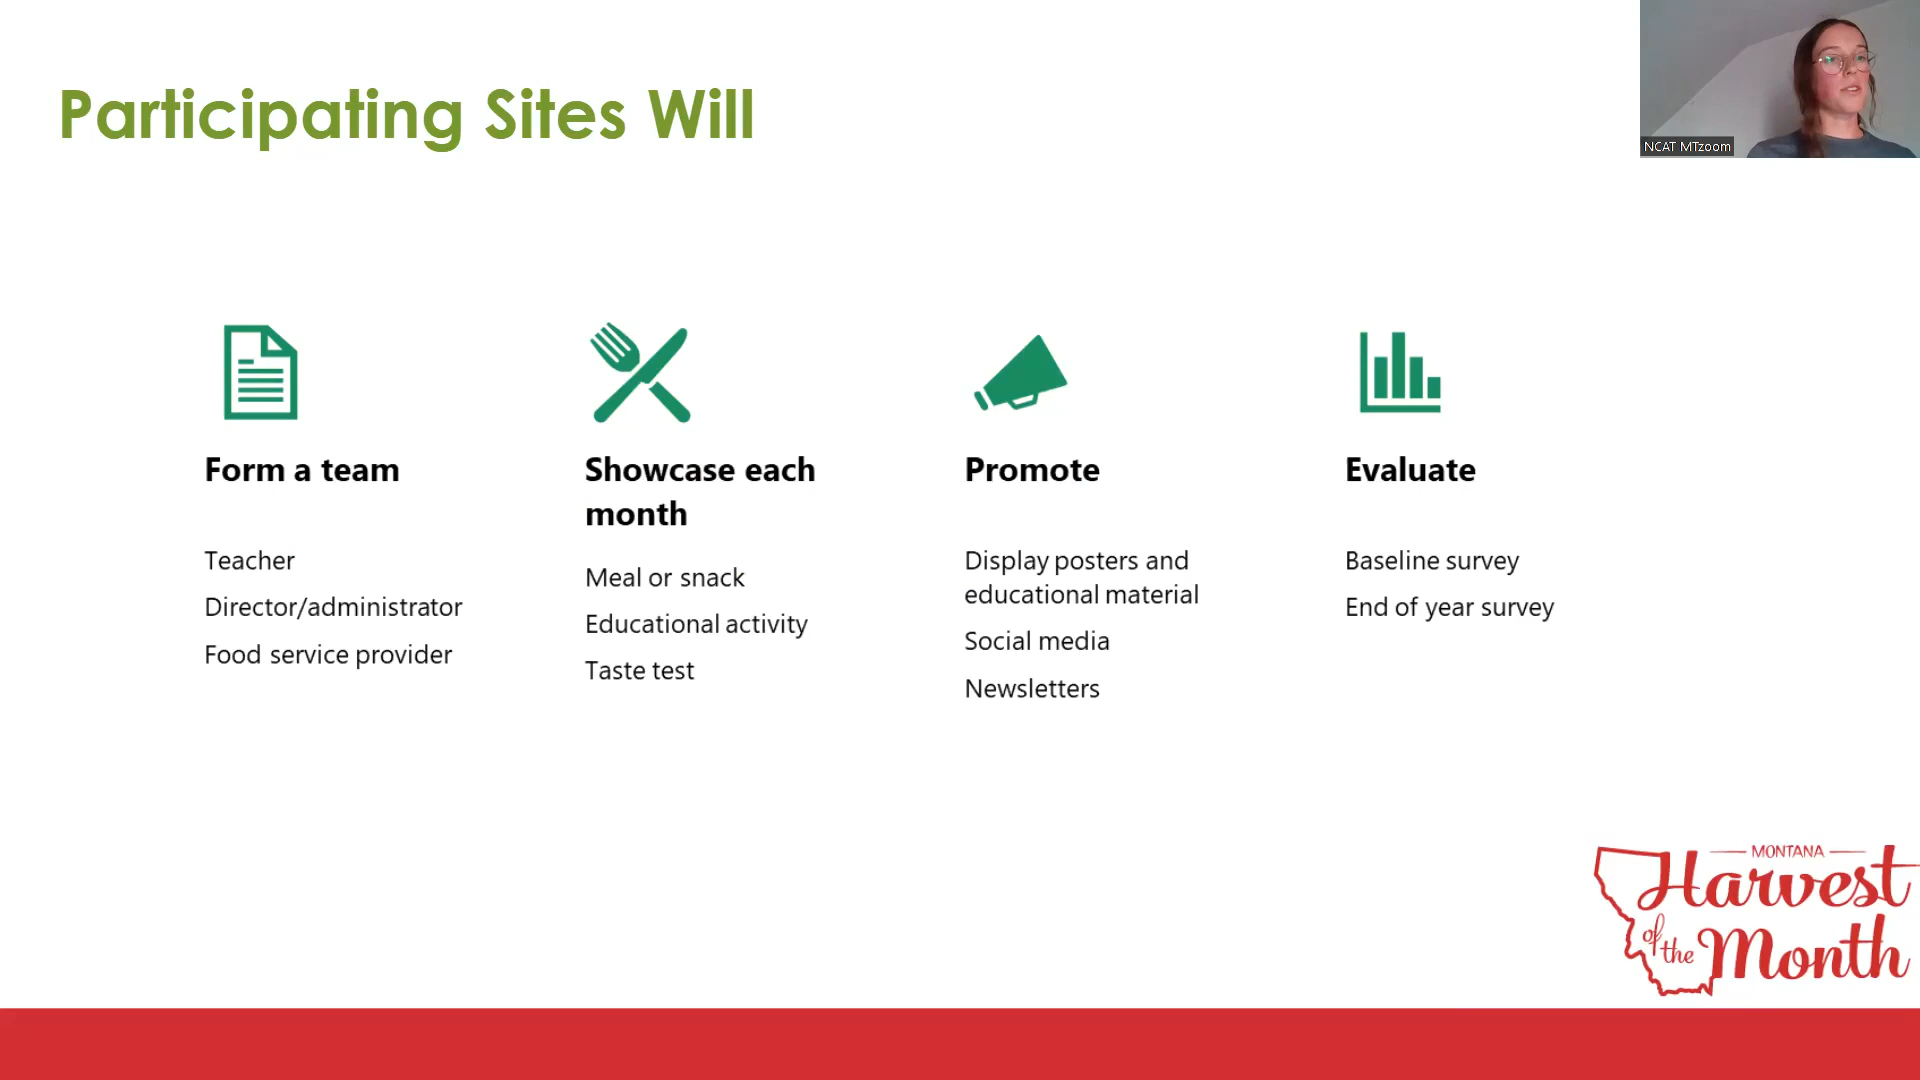 Participating Sites Will
NCAT MTzoom
Form a team
Teacher
Director/administrator
Food service provider
Showcase each
month
Meal or snack
Educational activity
Taste test
Promote
Display posters and
educational material
Social media
Newsletters
Evaluate
Baseline survey
End of year survey
MONTANA
Harvest
of the Month